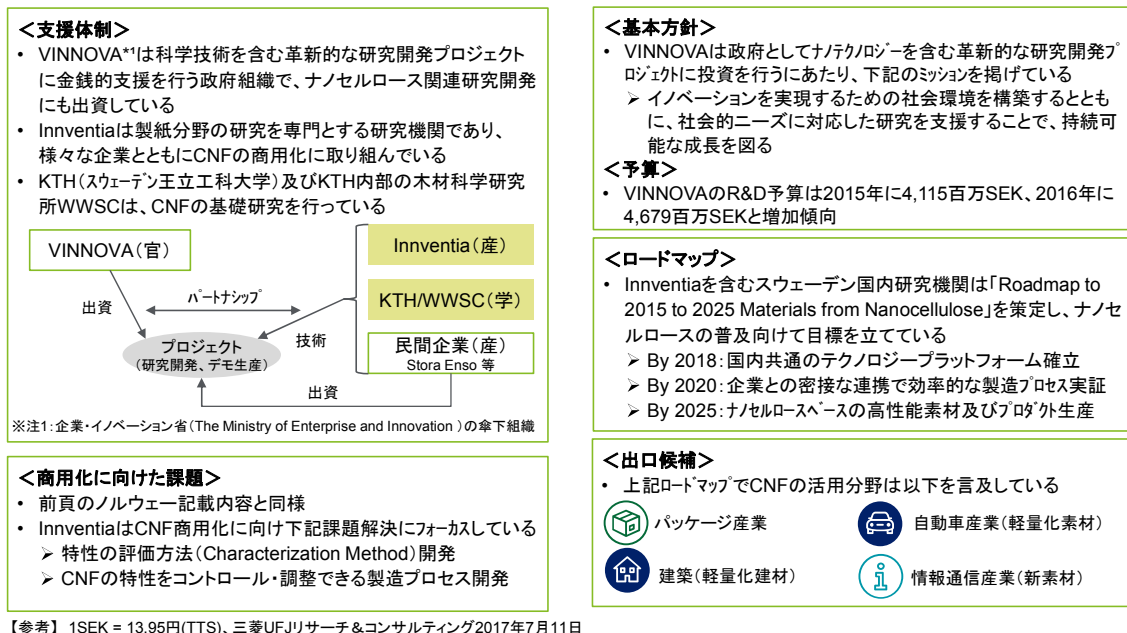 ＜支援体制＞
• VINNOVA*¹は科学技術を含む革新的な研究開発プロジェクト
に金銭的支援を行う政府組織で、ナノセルロース関連研究開発
にも出資している
• Innventiaは製紙分野の研究を専門とする研究機関であり、
様々な企業とともにCNFの商用化に取り組んでいる
• KTH（ｽｳｪｰﾃﾞﾝ王立工科大学）及びKTH内部の木材科学研究
所WWSCは、CNFの基礎研究を行っている
VINNOVA（官）
Innventia（産）
KTH/WWSC（学）
民間企業（産）
Stora Enso 等
出資
ﾊﾟｰﾄﾅｼｯﾌﾟ
技術
プロジェクト
（研究開発、デモ生産）
出資
※注1：企業・イノベーション省（The Ministry of Enterprise and Innovation ）の傘下組織
＜商用化に向けた課題＞
• 前頁のノルウェー記載内容と同様
• InnventiaはCNF商用化に向け下記課題解決にﾌｫｰｶｽしている
➢ 特性の評価方法（Characterization Method）開発
➢ CNFの特性をコントロール・調整できる製造プロセス開発
＜基本方針＞
• VINNOVAは政府としてﾅﾉﾃｸﾉﾛｼﾞｰを含む革新的な研究開発ﾌﾟ
ﾛｼﾞｪｸﾄに投資を行うにあたり、下記のﾐｯｼｮﾝを掲げている
➢ イノベーションを実現するための社会環境を構築するととも
に、社会的ニーズに対応した研究を支援することで、持続可
能な成長を図る
＜予算＞
• VINNOVAのR&D予算は2015年に4,115百万SEK、2016年に
4,679百万SEKと増加傾向
＜ロードマップ＞
• Innventiaを含むスウェーデン国内研究機関は「Roadmap to
2015 to 2025 Materials from Nanocellulose」を策定し、ナノセ
ルロースの普及向けて目標を立てている
➢ By 2018：国内共通のテクノロジープラットフォーム確立
➢ By 2020：企業との密接な連携で効率的な製造プロセス実証
➢ By 2025：ﾅﾉｾﾙﾛｰｽﾍﾞｰｽの高性能素材及びﾌﾟﾛﾀﾞｸﾄ生産
＜出口候補＞
• 上記ﾛｰﾄﾞﾏｯﾌﾟでCNFの活用分野は以下を言及している
パッケージ産業
自動車産業（軽量化素材）
建築（軽量化建材）
情報通信産業（新素材）
【参考】 1SEK = 13.95円(TTS)、三菱UFJリサーチ＆コンサルティング2017年7月11日